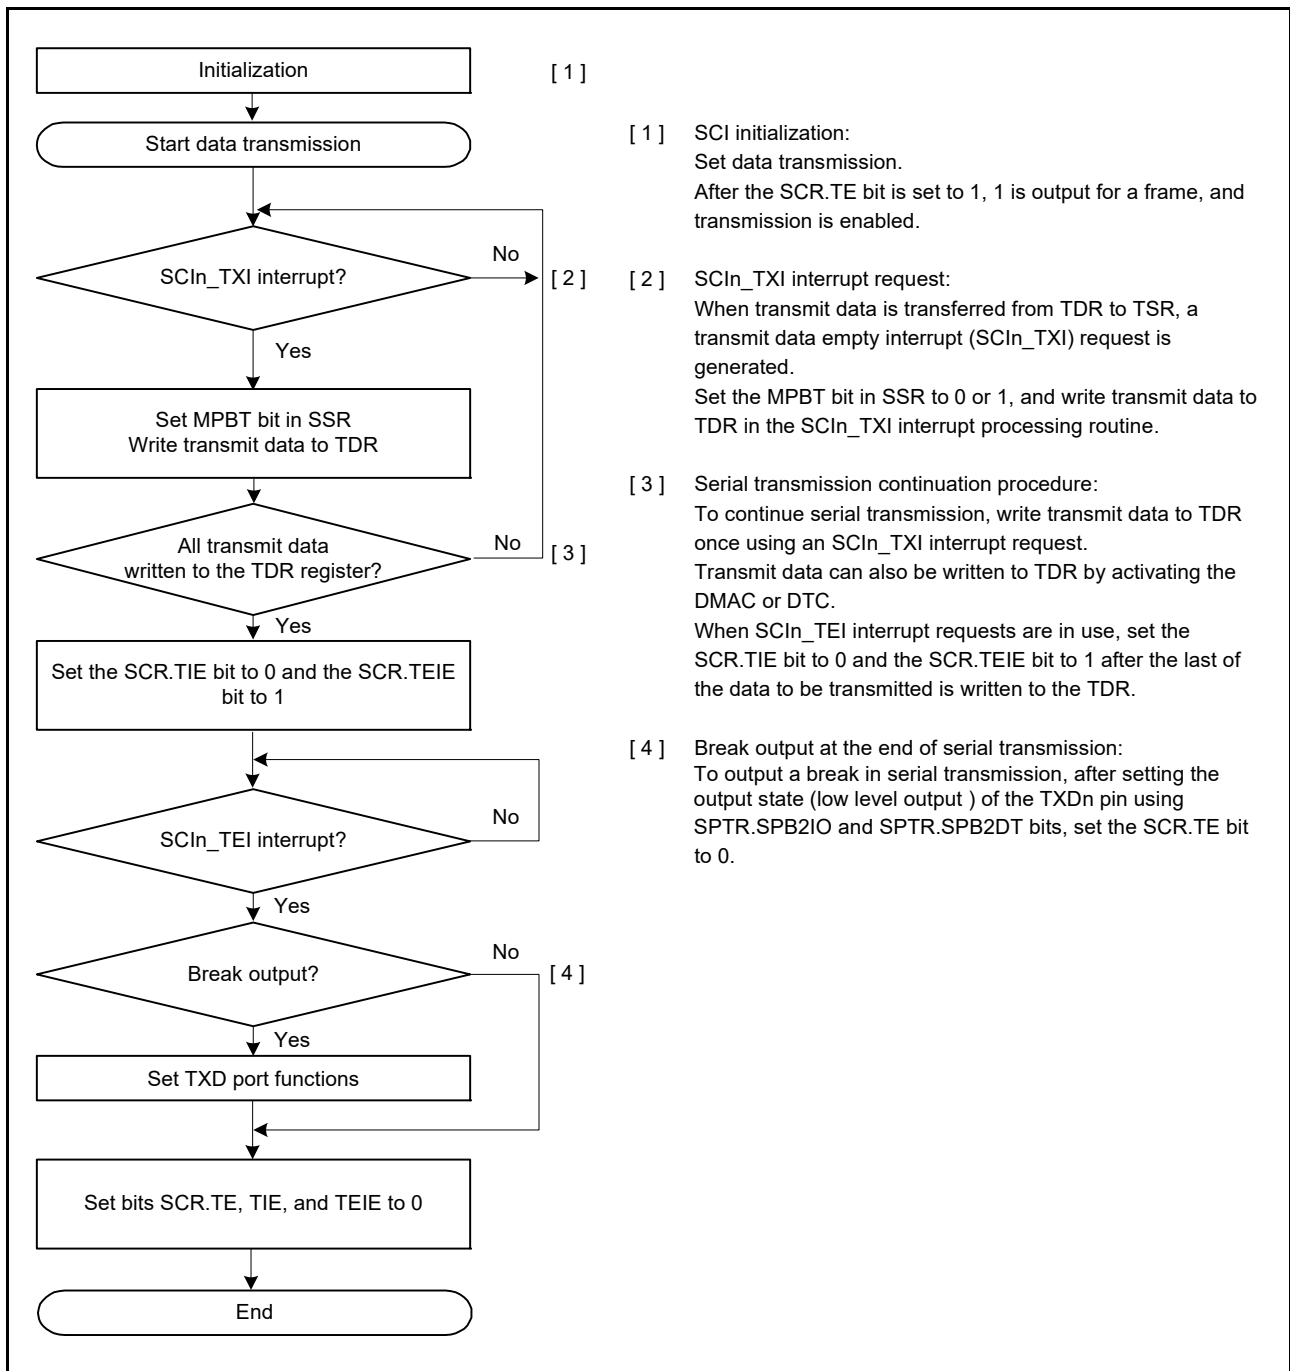 Initialization
[ 1 ]
Start data transmission
SCIn_TXI interrupt?
No
[ 2 ]
Yes
Set MPBT bit in SSR
Write transmit data to TDR
All transmit data
written to the TDR register?
No
[ 3 ]
Yes
Set the SCR.TIE bit to 0 and the SCR.TEIE
bit to 1
SCIn_TEI interrupt?
No
Yes
Break output?
No
[ 4 ]
Yes
Set TXD port functions
Set bits SCR.TE, TIE, and TEIE to 0
End
[ 1 ] SCI initialization:
Set data transmission.
After the SCR.TE bit is set to 1, 1 is output for a frame, and
transmission is enabled.
[ 2 ] SCIn_TXI interrupt request:
When transmit data is transferred from TDR to TSR, a
transmit data empty interrupt (SCIn_TXI) request is
generated.
Set the MPBT bit in SSR to 0 or 1, and write transmit data to
TDR in the SCIn_TXI interrupt processing routine.
[ 3 ] Serial transmission continuation procedure:
To continue serial transmission, write transmit data to TDR
once using an SCIn_TXI interrupt request.
Transmit data can also be written to TDR by activating the
DMAC or DTC.
When SCIn_TEI interrupt requests are in use, set the
SCR.TIE bit to 0 and the SCR.TEIE bit to 1 after the last of
the data to be transmitted is written to the TDR.
[ 4 ] Break output at the end of serial transmission:
To output a break in serial transmission, after setting the
output state (low level output ) of the TXDn pin using
SPTR.SPB2IO and SPTR.SPB2DT bits, set the SCR.TE bit
to 0.